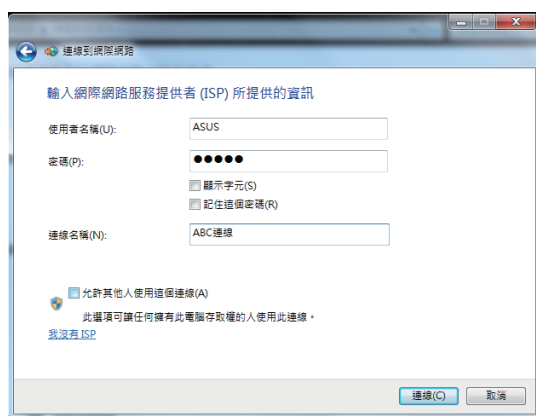 連線到網際網路
輸入網際網路服務提供者 (ISP) 所提供的資訊
使用者名稱(U):
ASUS
密碼(P):
●●●●●
顯示字元(S)
記住這個密碼(R)
連線名稱(N):
ABC連線
允許其他人使用這個連線(A)
此選項可讓任何擁有此電腦存取權的人使用此連線。
我沒有 ISP
連線(C)
取消